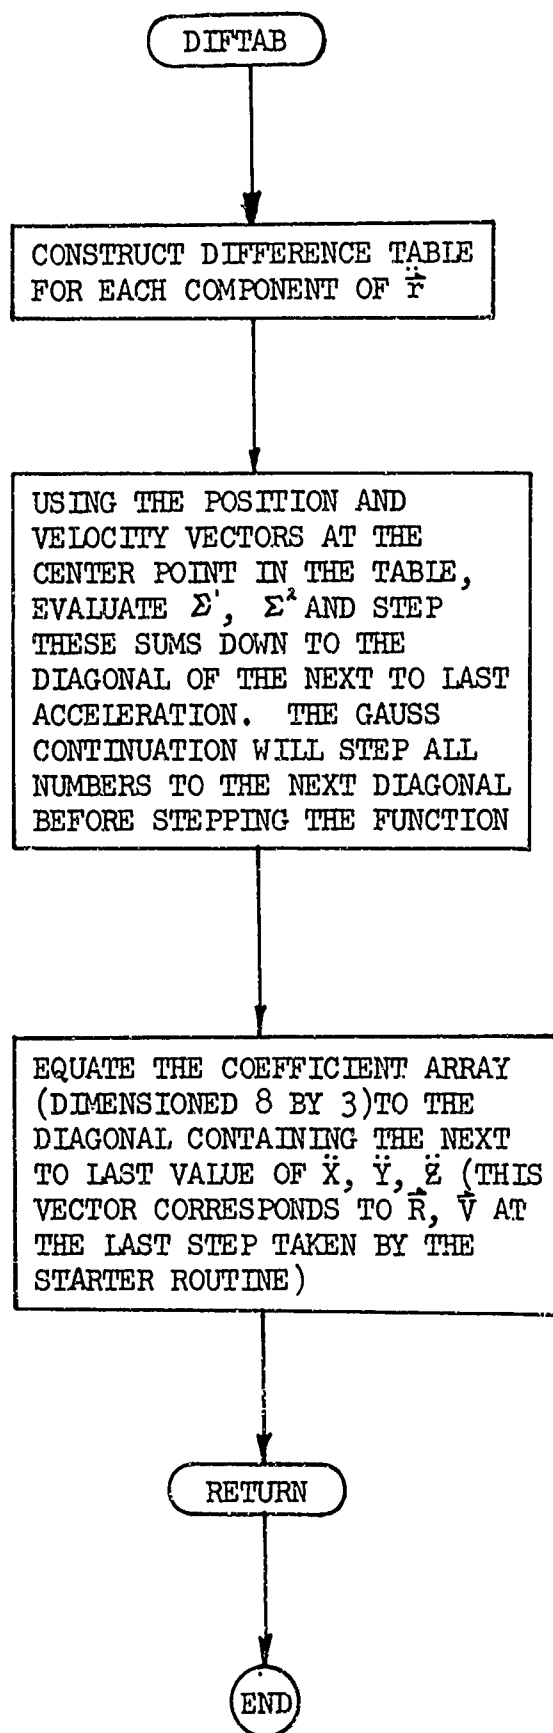 DIFTAB
CONSTRUCT DIFFERENCE TABLE
FOR EACH COMPONENT OF r⃗̈
USING THE POSITION AND
VELOCITY VECTORS AT THE
CENTER POINT IN THE TABLE,
EVALUATE Σ¹, Σ² AND STEP
THESE SUMS DOWN TO THE
DIAGONAL OF THE NEXT TO LAST
ACCELERATION. THE GAUSS
CONTINUATION WILL STEP ALL
NUMBERS TO THE NEXT DIAGONAL
BEFORE STEPPING THE FUNCTION
EQUATE THE COEFFICIENT ARRAY
(DIMENSIONED 8 BY 3)TO THE
DIAGONAL CONTAINING THE NEXT
TO LAST VALUE OF Ẍ, Ÿ, Z̈ (THIS
VECTOR CORRESPONDS TO R⃗, V⃗ AT
THE LAST STEP TAKEN BY THE
STARTER ROUTINE)
RETURN
END